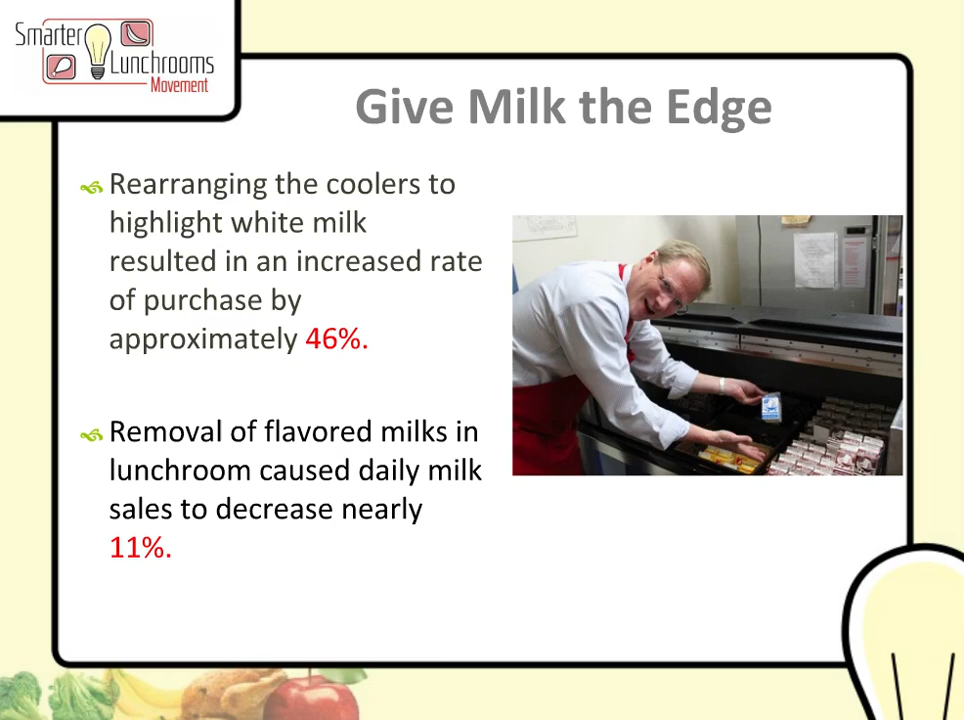 Smarter
Lunchrooms
Movement
Give Milk the Edge
Rearranging the coolers to
highlight white milk
resulted in an increased rate
of purchase by
approximately 46%.
Removal of flavored milks in
lunchroom caused daily milk
sales to decrease nearly
11%.